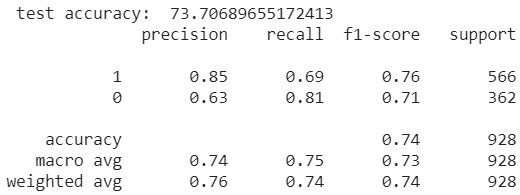 test accuracy: 73.70689655172413
precision recall f1-score support
1 0.85 0.69 0.76 566
0 0.63 0.81 0.71 362
accuracy 0.74 928
macro avg 0.74 0.75 0.73 928
weighted avg 0.76 0.74 0.74 928